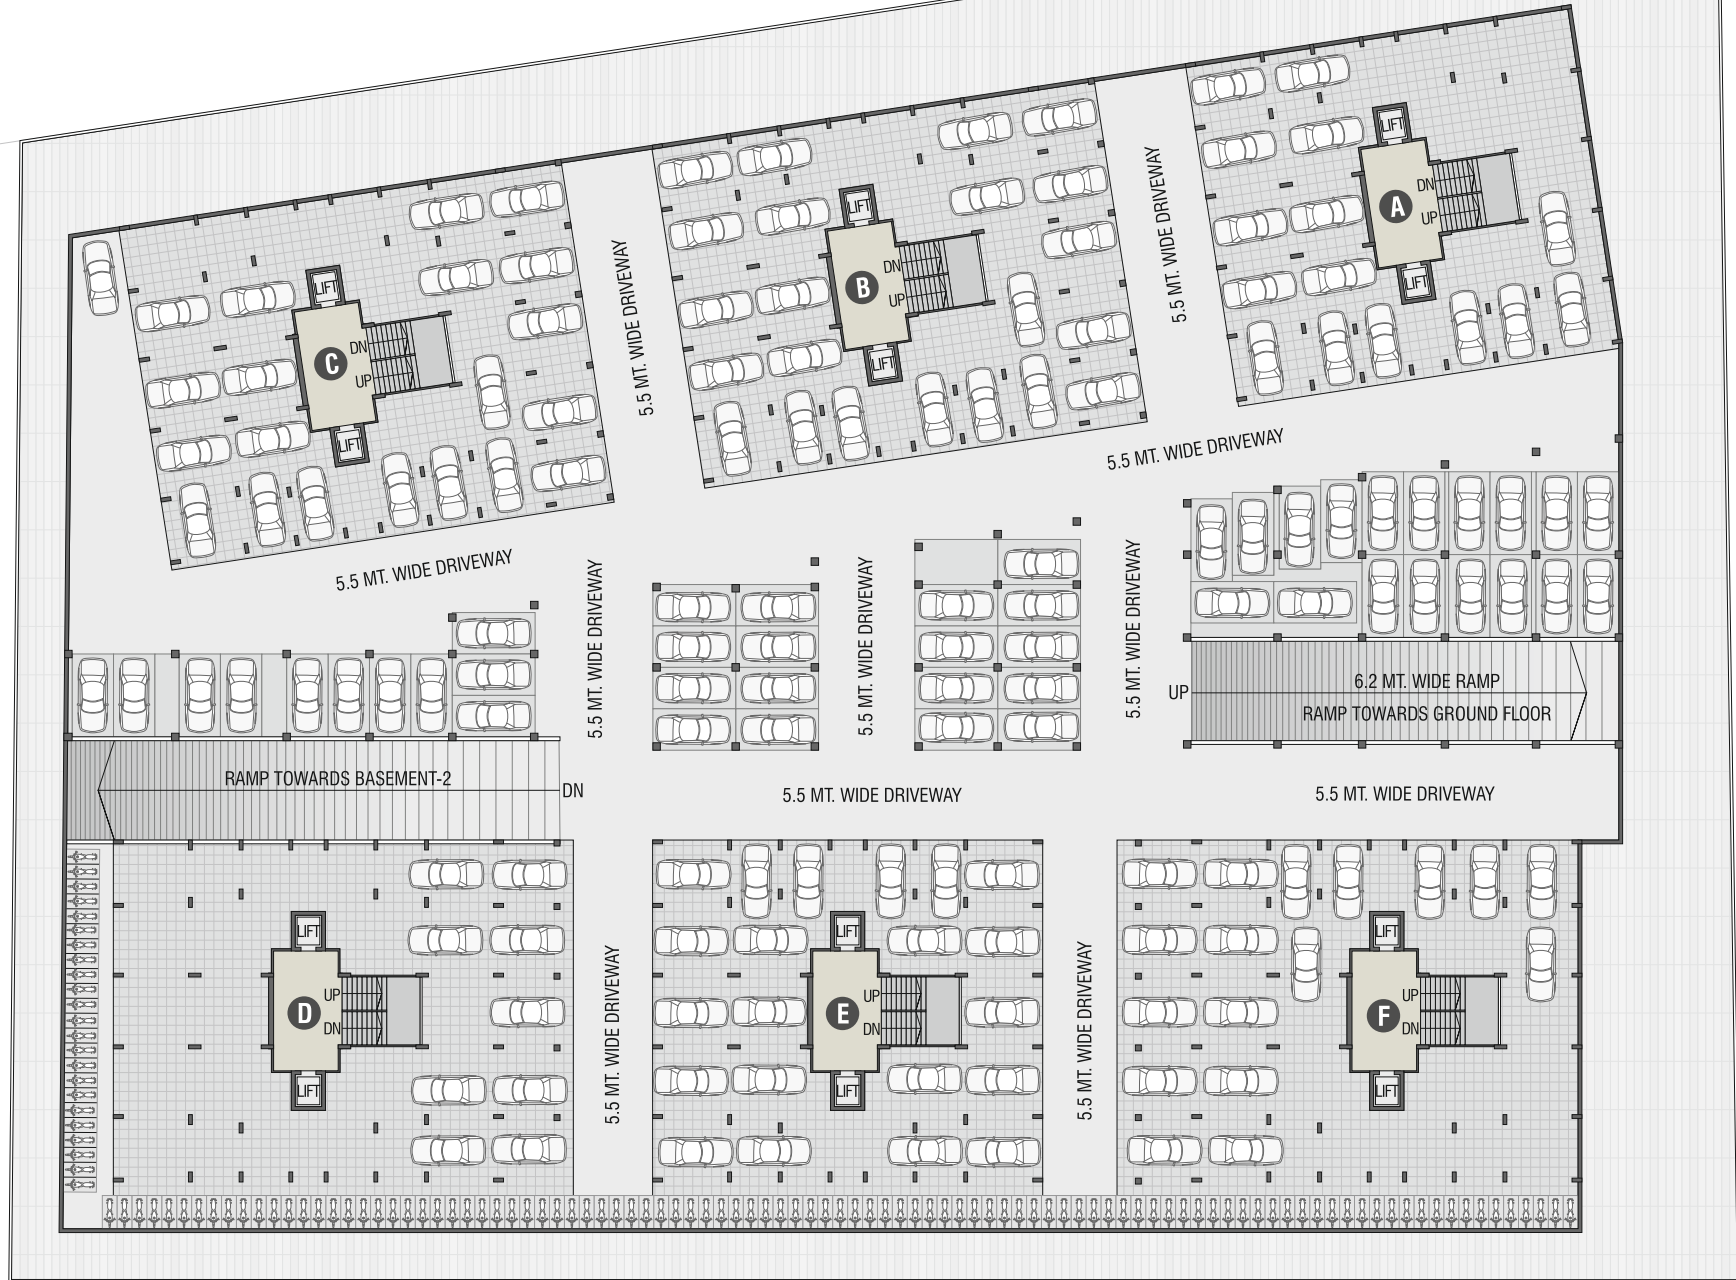 LIFT
A
DN
UP
LIFT
5.5 MT. WIDE DRIVEWAY
LIFT
B
DN
UP
LIFT
5.5 MT. WIDE DRIVEWAY
LIFT
C
DN
UP
LIFT
5.5 MT. WIDE DRIVEWAY
5.5 MT. WIDE DRIVEWAY
5.5 MT. WIDE DRIVEWAY
5.5 MT. WIDE DRIVEWAY
5.5 MT. WIDE DRIVEWAY
UP
6.2 MT. WIDE RAMP
RAMP TOWARDS GROUND FLOOR
RAMP TOWARDS BASEMENT-2
DN
5.5 MT. WIDE DRIVEWAY
5.5 MT. WIDE DRIVEWAY
LIFT
D
UP
DN
LIFT
5.5 MT. WIDE DRIVEWAY
LIFT
E
UP
DN
LIFT
5.5 MT. WIDE DRIVEWAY
LIFT
F
UP
DN
LIFT